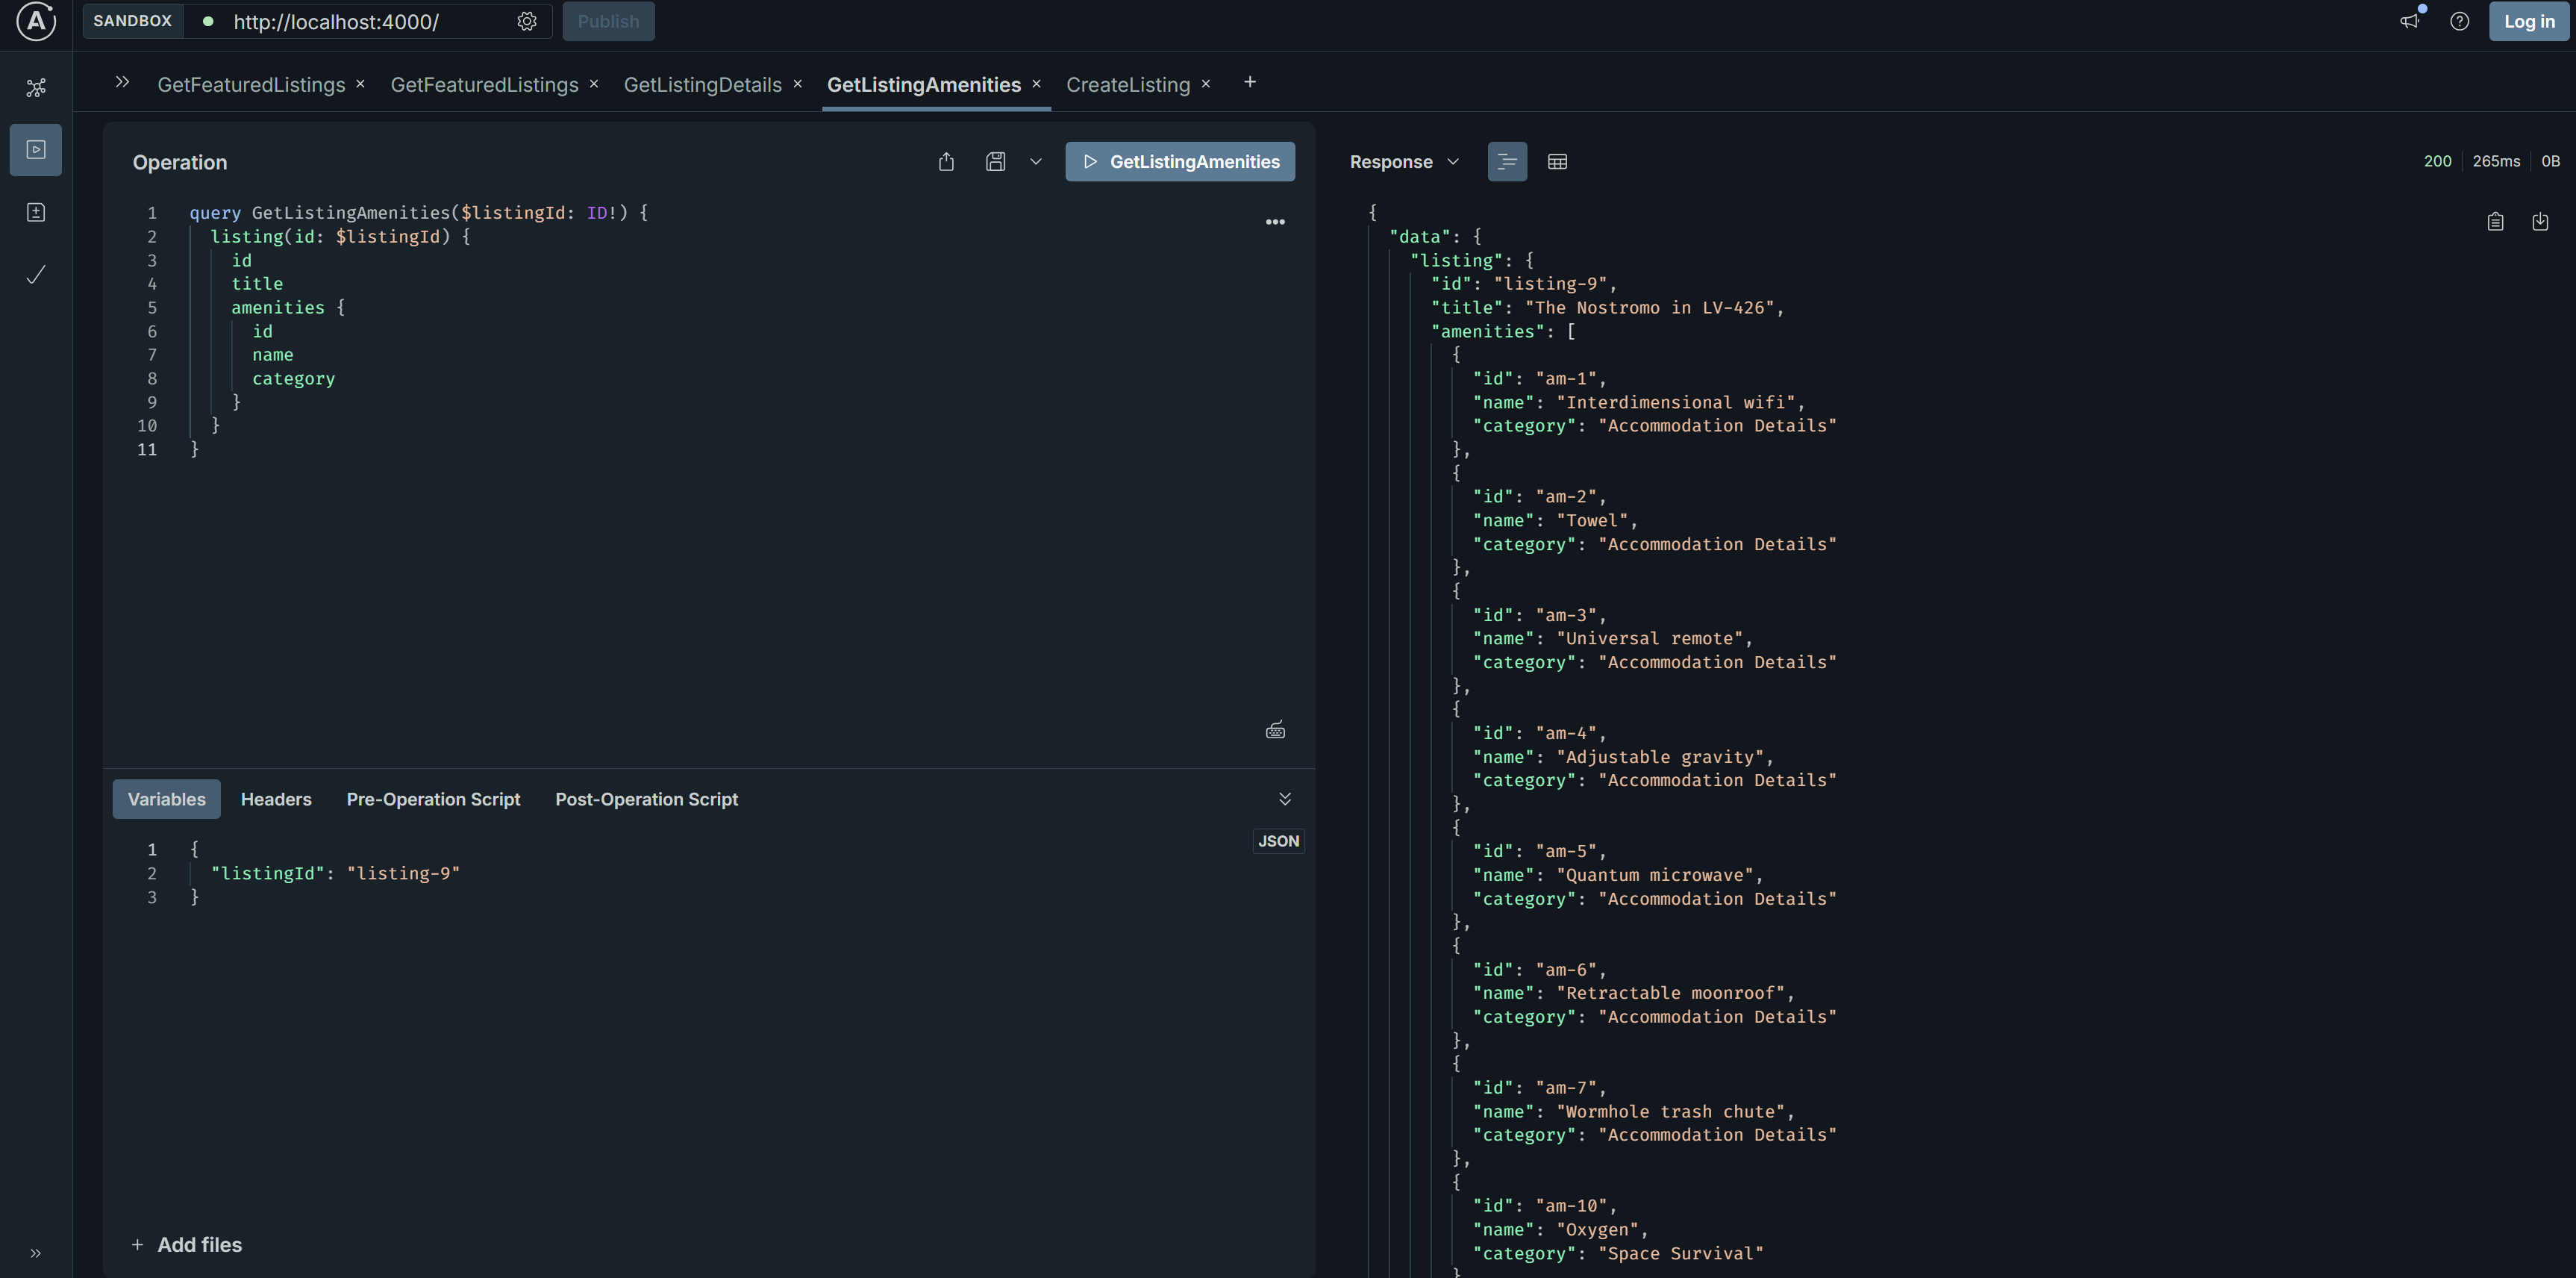 SANDBOX http://localhost:4000/ Publish Log in
GetFeaturedListings GetFeaturedListings GetListingDetails GetListingAmenities CreateListing
Operation GetListingAmenities
1 query GetListingAmenities($listingId: ID!) {
2 listing(id: $listingId) {
3 id
4 title
5 amenities {
6 id
7 name
8 category
9 }
10 }
11 }
Variables Headers Pre-Operation Script Post-Operation Script
JSON
1 {
2 "listingId": "listing-9"
3 }
+ Add files
Response 200 265ms 0B
{
"data": {
"listing": {
"id": "listing-9",
"title": "The Nostromo in LV-426",
"amenities": [
{
"id": "am-1",
"name": "Interdimensional wifi",
"category": "Accommodation Details"
},
{
"id": "am-2",
"name": "Towel",
"category": "Accommodation Details"
},
{
"id": "am-3",
"name": "Universal remote",
"category": "Accommodation Details"
},
{
"id": "am-4",
"name": "Adjustable gravity",
"category": "Accommodation Details"
},
{
"id": "am-5",
"name": "Quantum microwave",
"category": "Accommodation Details"
},
{
"id": "am-6",
"name": "Retractable moonroof",
"category": "Accommodation Details"
},
{
"id": "am-7",
"name": "Wormhole trash chute",
"category": "Accommodation Details"
},
{
"id": "am-10",
"name": "Oxygen",
"category": "Space Survival"
}